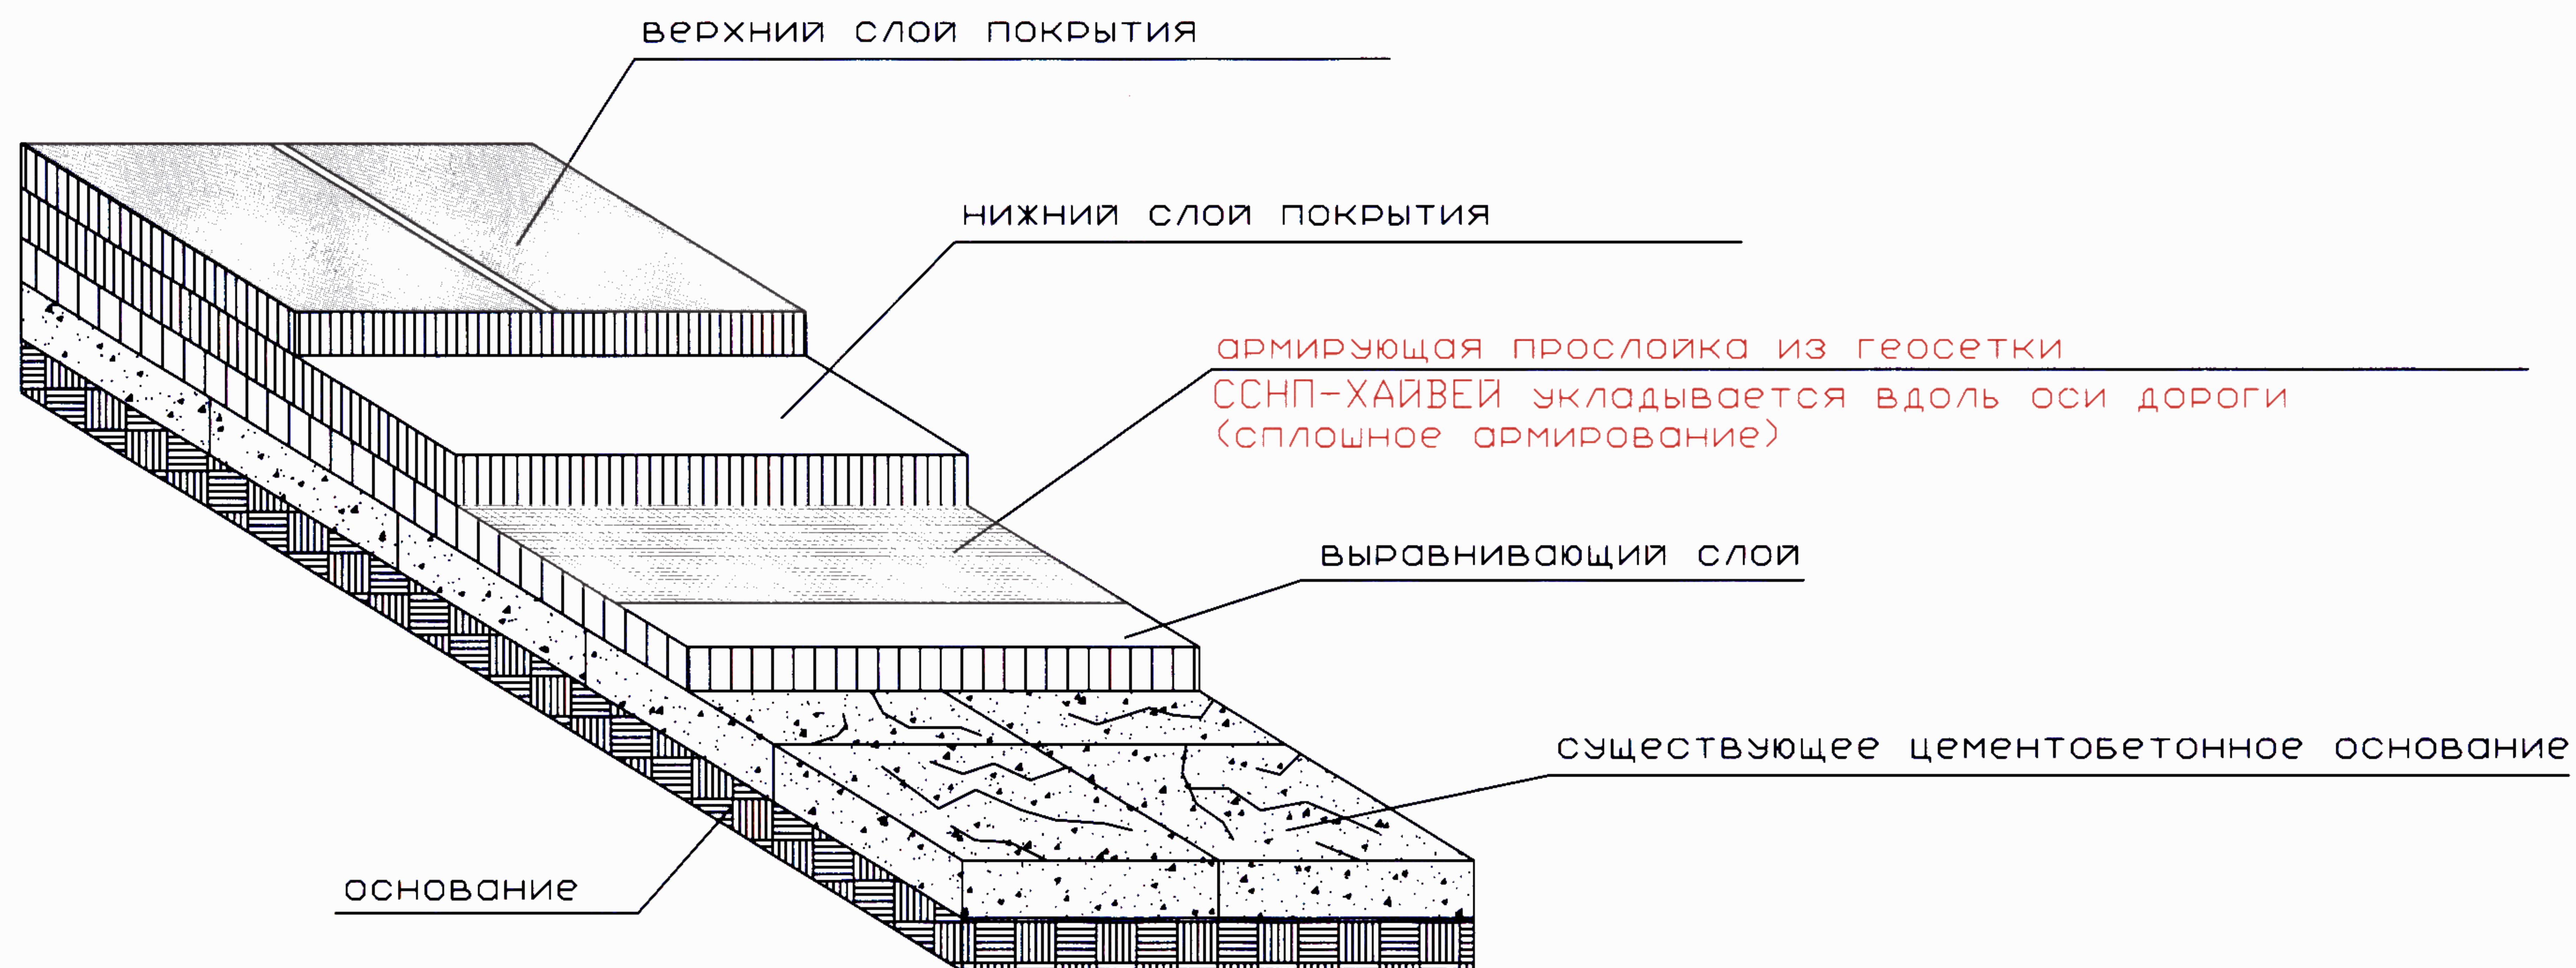 верхний слой покрытия
нижний слой покрытия
армирующая прослойка из геосетки
ССНП-ХАЙВЕЙ укладывается вдоль оси дороги
(сплошное армирование)
выравнивающий слой
существующее цементобетонное основание
основание